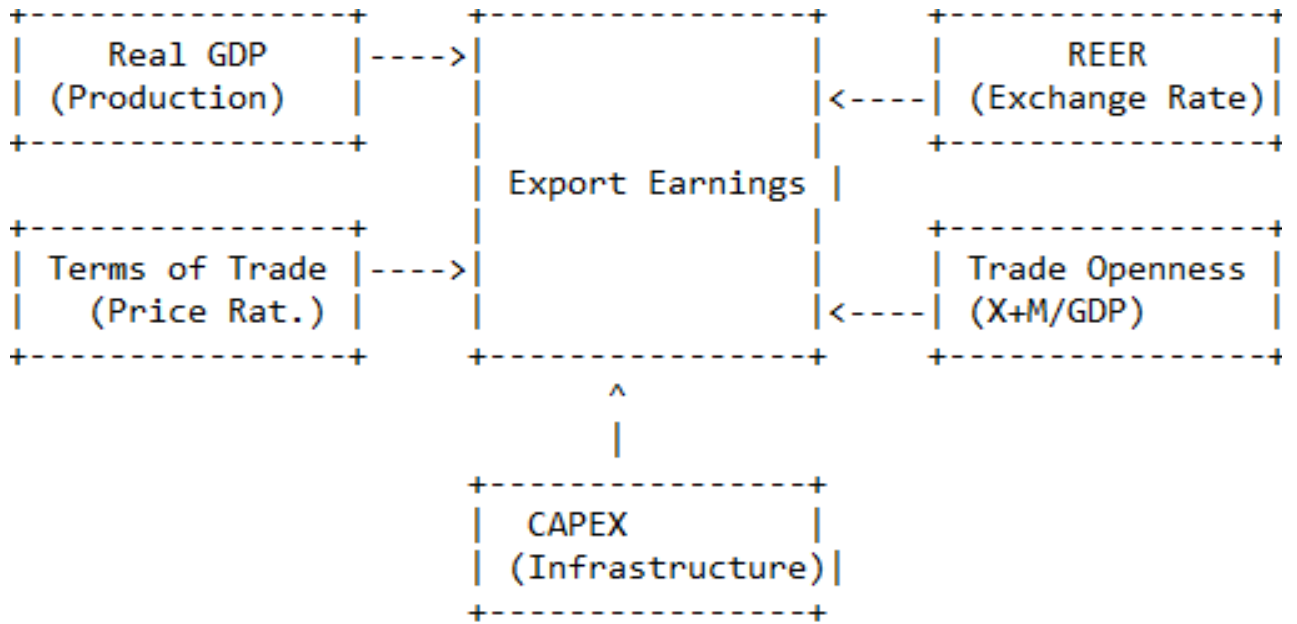 Real GDP
(Production)
REER
(Exchange Rate)
Export Earnings
Terms of Trade
(Price Rat.)
Trade Openness
(X+M/GDP)
CAPEX
(Infrastructure)